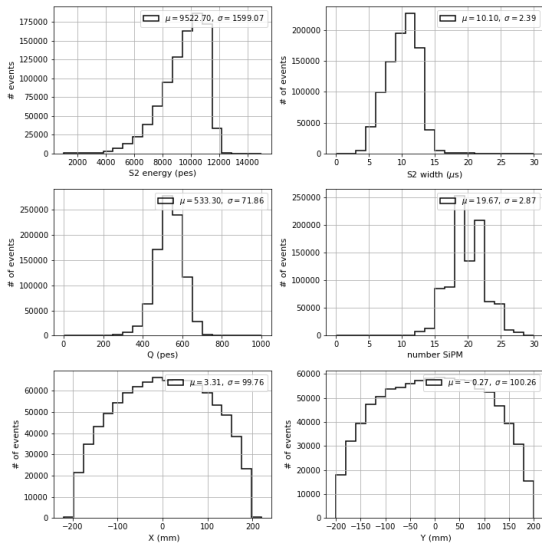 μ = 9522.70, σ = 1599.07
175000
150000
125000
100000
75000
50000
25000
0
# events
2000 4000 6000 8000 10000 12000 14000
S2 energy (pes)
μ = 10.10, σ = 2.39
200000
150000
100000
50000
0
# of events
0 5 10 15 20 25 30
S2 width (μs)
μ = 533.30, σ = 71.86
250000
200000
150000
100000
50000
0
# of events
0 200 400 600 800 1000
Q (pes)
μ = 19.67, σ = 2.87
250000
200000
150000
100000
50000
0
# of events
0 5 10 15 20 25 30
number SiPM
μ = 3.31, σ = 99.76
60000
50000
40000
30000
20000
10000
0
# of events
−200 −100 0 100 200
X (mm)
μ = −0.27, σ = 100.26
60000
50000
40000
30000
20000
10000
0
# of events
−200 −150 −100 −50 0 50 100 150 200
Y (mm)